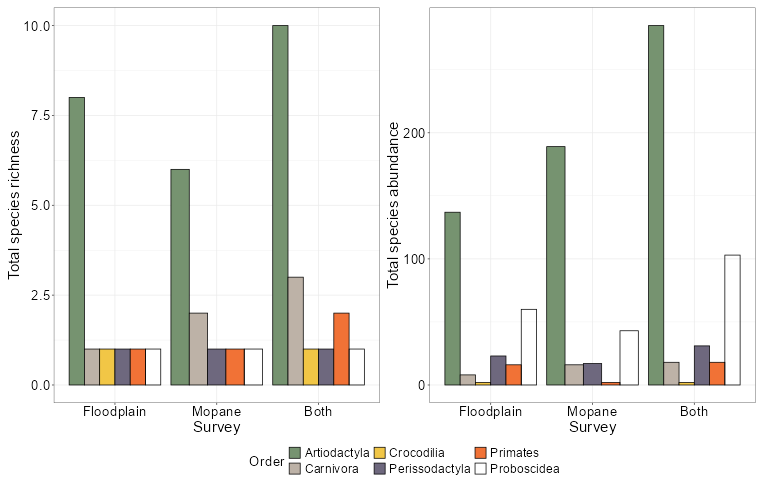 Total species richness
10.0
7.5
5.0
2.5
0.0
Floodplain Mopane Both
Survey
Total species abundance
200
100
0
Floodplain Mopane Both
Survey
Order
Artiodactyla Crocodilia Primates
Carnivora Perissodactyla Proboscidea